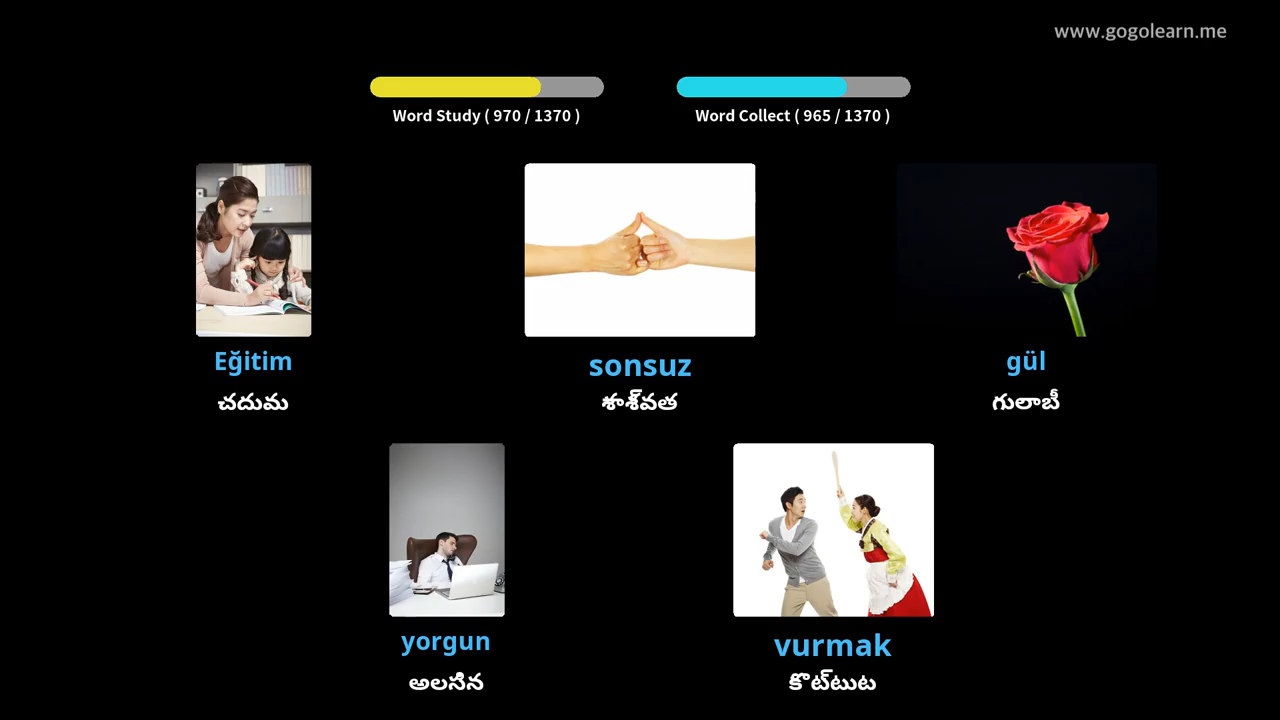 www.gogolearn.me
Word Study ( 970 / 1370 )
Word Collect ( 965 / 1370 )
Eğitim
చదుమ
sonsuz
శాశ్వత
gül
గులాబీ
yorgun
అలసిన
vurmak
కొట్టుట